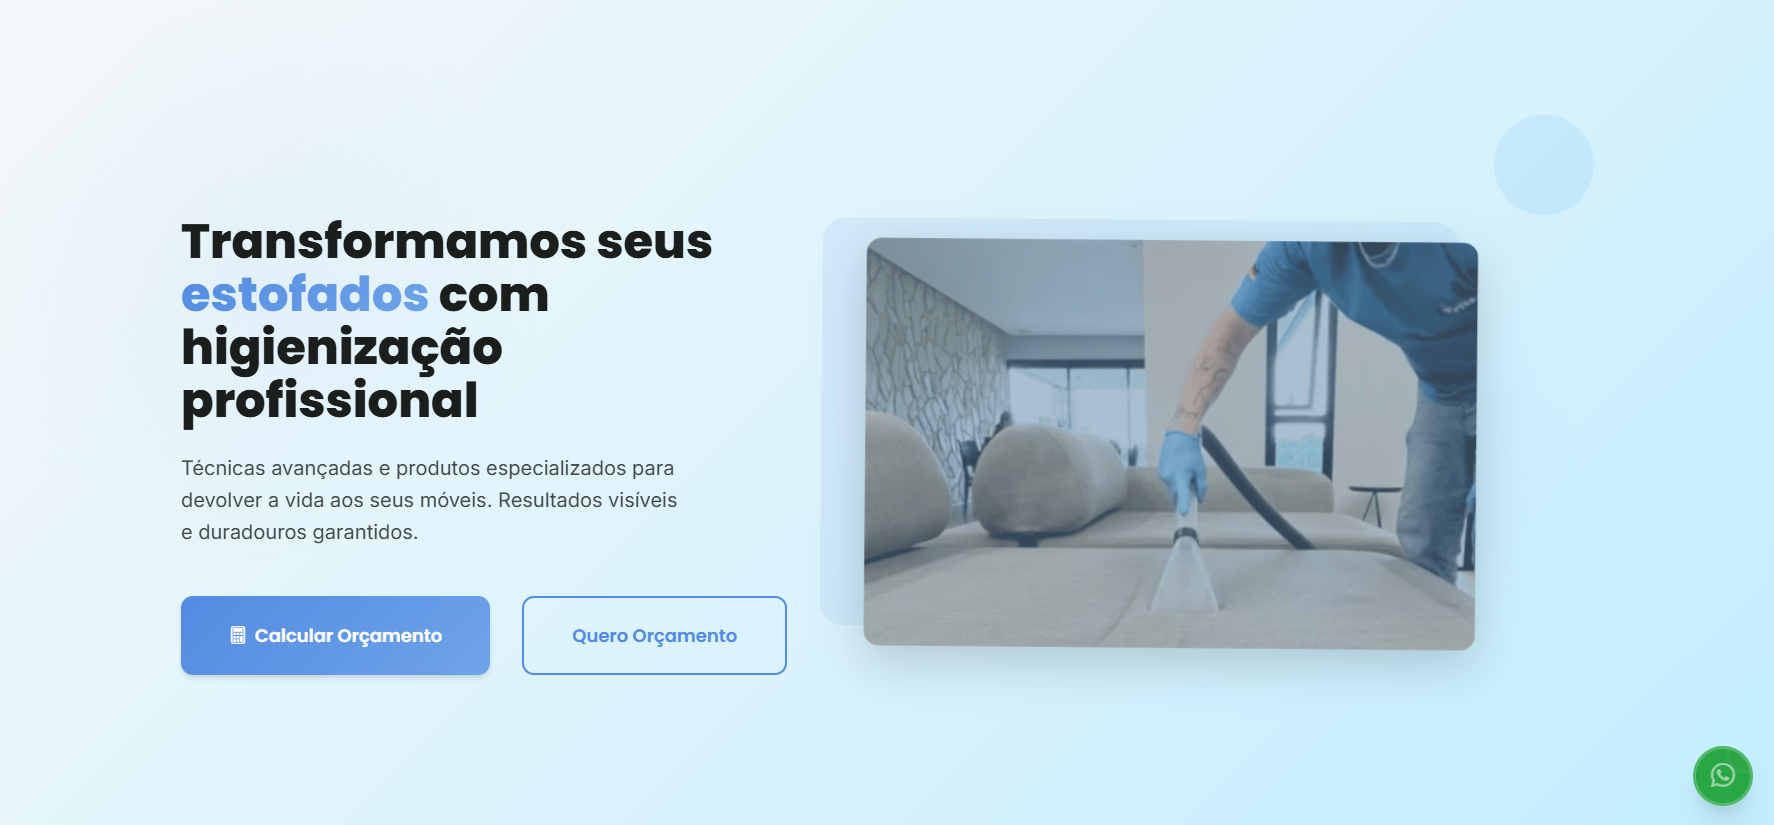 Transformamos seus
estofados com
higienização
profissional
Técnicas avançadas e produtos especializados para
devolver a vida aos seus móveis. Resultados visíveis
e duradouros garantidos.
Calcular Orçamento
Quero Orçamento